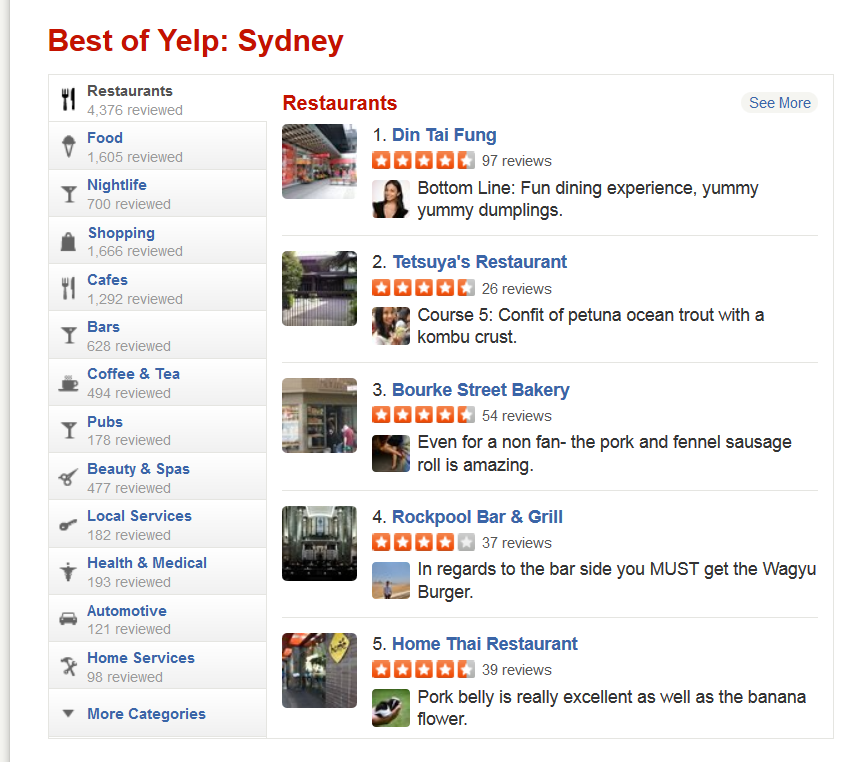 Best of Yelp: Sydney
Restaurants
4,376 reviewed
Food
1,605 reviewed
Nightlife
700 reviewed
Shopping
1,666 reviewed
Cafes
1,292 reviewed
Bars
628 reviewed
Coffee & Tea
494 reviewed
Pubs
178 reviewed
Beauty & Spas
477 reviewed
Local Services
182 reviewed
Health & Medical
193 reviewed
Automotive
121 reviewed
Home Services
98 reviewed
More Categories
Restaurants
See More
1. Din Tai Fung
97 reviews
Bottom Line: Fun dining experience, yummy
yummy dumplings.
2. Tetsuya's Restaurant
26 reviews
Course 5: Confit of petuna ocean trout with a
kombu crust.
3. Bourke Street Bakery
54 reviews
Even for a non fan- the pork and fennel sausage
roll is amazing.
4. Rockpool Bar & Grill
37 reviews
In regards to the bar side you MUST get the Wagyu
Burger.
5. Home Thai Restaurant
39 reviews
Pork belly is really excellent as well as the banana
flower.